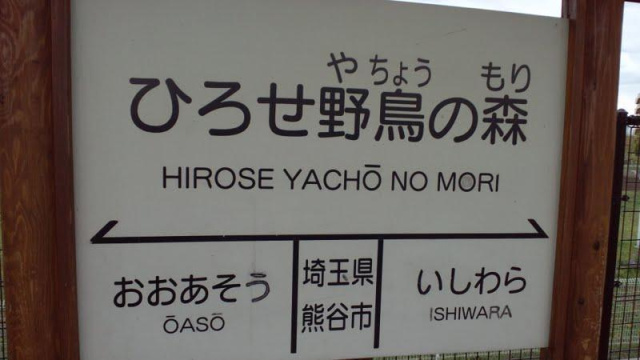 やちょう もり
ひろせ野鳥の森
HIROSE YACHŌ NO MORI
おおあそう 埼玉県 いしわら
ŌASŌ 熊谷市 ISHIWARA